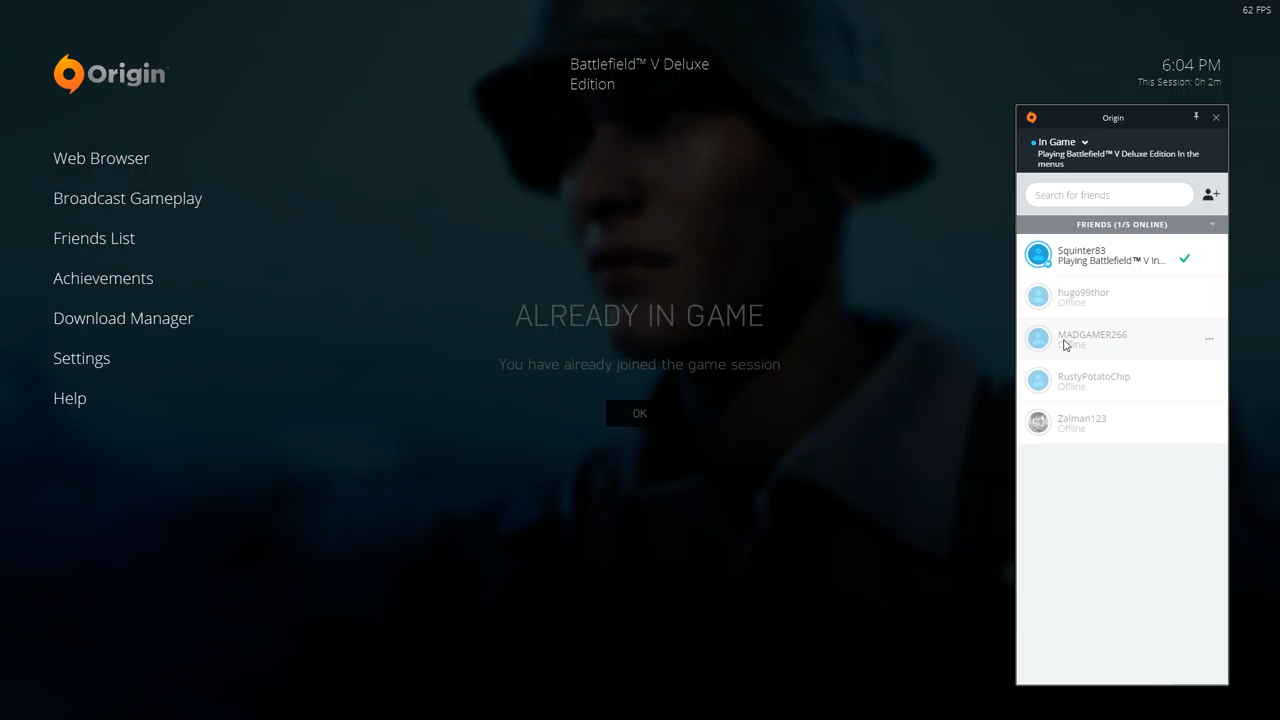 62 FPS
Origin
Battlefield™ V Deluxe
Edition
6:04 PM
This Session: 0h 2m
Web Browser
Broadcast Gameplay
Friends List
Achievements
Download Manager
Settings
Help
ALREADY IN GAME
You have already joined the game session
OK
Origin
In Game
Playing Battlefield™ V Deluxe Edition In the
menus
Search for friends
FRIENDS (1/5 ONLINE)
Squinter83
Playing Battlefield™ V In...
hugo99thor
Offline
MADGAMER266
Offline
RustyPotatoChip
Offline
Zalman123
Offline